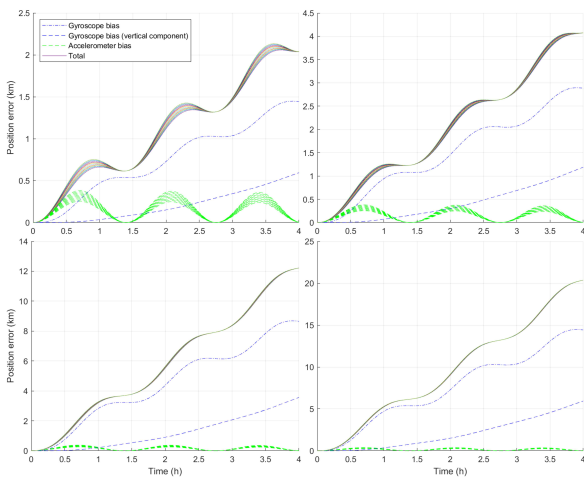 2.5
2
1.5
1
0.5
0
Position error (km)
Gyroscope bias
Gyroscope bias (vertical component)
Accelerometer bias
Total
0 0.5 1 1.5 2 2.5 3 3.5 4
4.5
4
3.5
3
2.5
2
1.5
1
0.5
0
0 0.5 1 1.5 2 2.5 3 3.5 4
14
12
10
8
6
4
2
0
Position error (km)
0 0.5 1 1.5 2 2.5 3 3.5 4
Time (h)
25
20
15
10
5
0
0 0.5 1 1.5 2 2.5 3 3.5 4
Time (h)